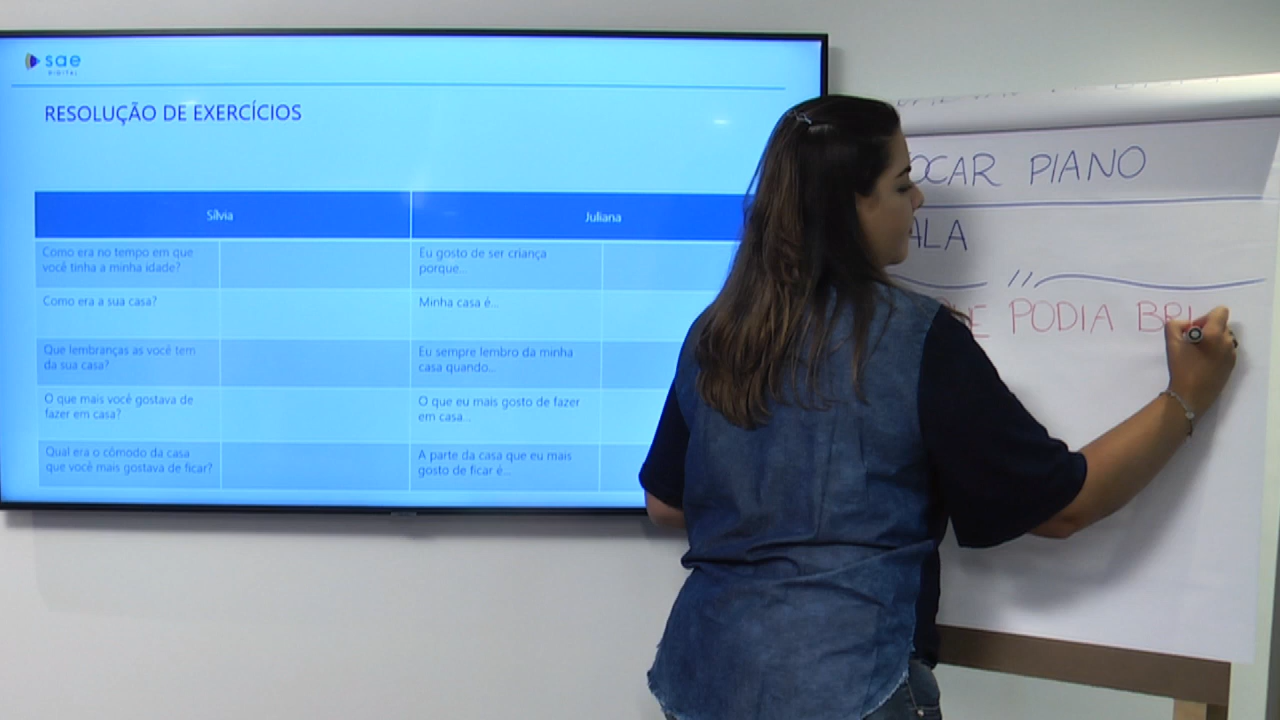 sae
DIGITAL
RESOLUÇÃO DE EXERCÍCIOS
Sílvia
Juliana
Como era no tempo em que
você tinha a minha idade?
Eu gosto de ser criança
porque...
Como era a sua casa?
Minha casa é...
Que lembranças as você tem
da sua casa?
Eu sempre lembro da minha
casa quando...
O que mais você gostava de
fazer em casa?
O que eu mais gosto de fazer
em casa...
Qual era o cômodo da casa
que você mais gostava de ficar?
A parte da casa que eu mais
gosto de ficar é...
OCAR PIANO
ALA
PODIA BRI